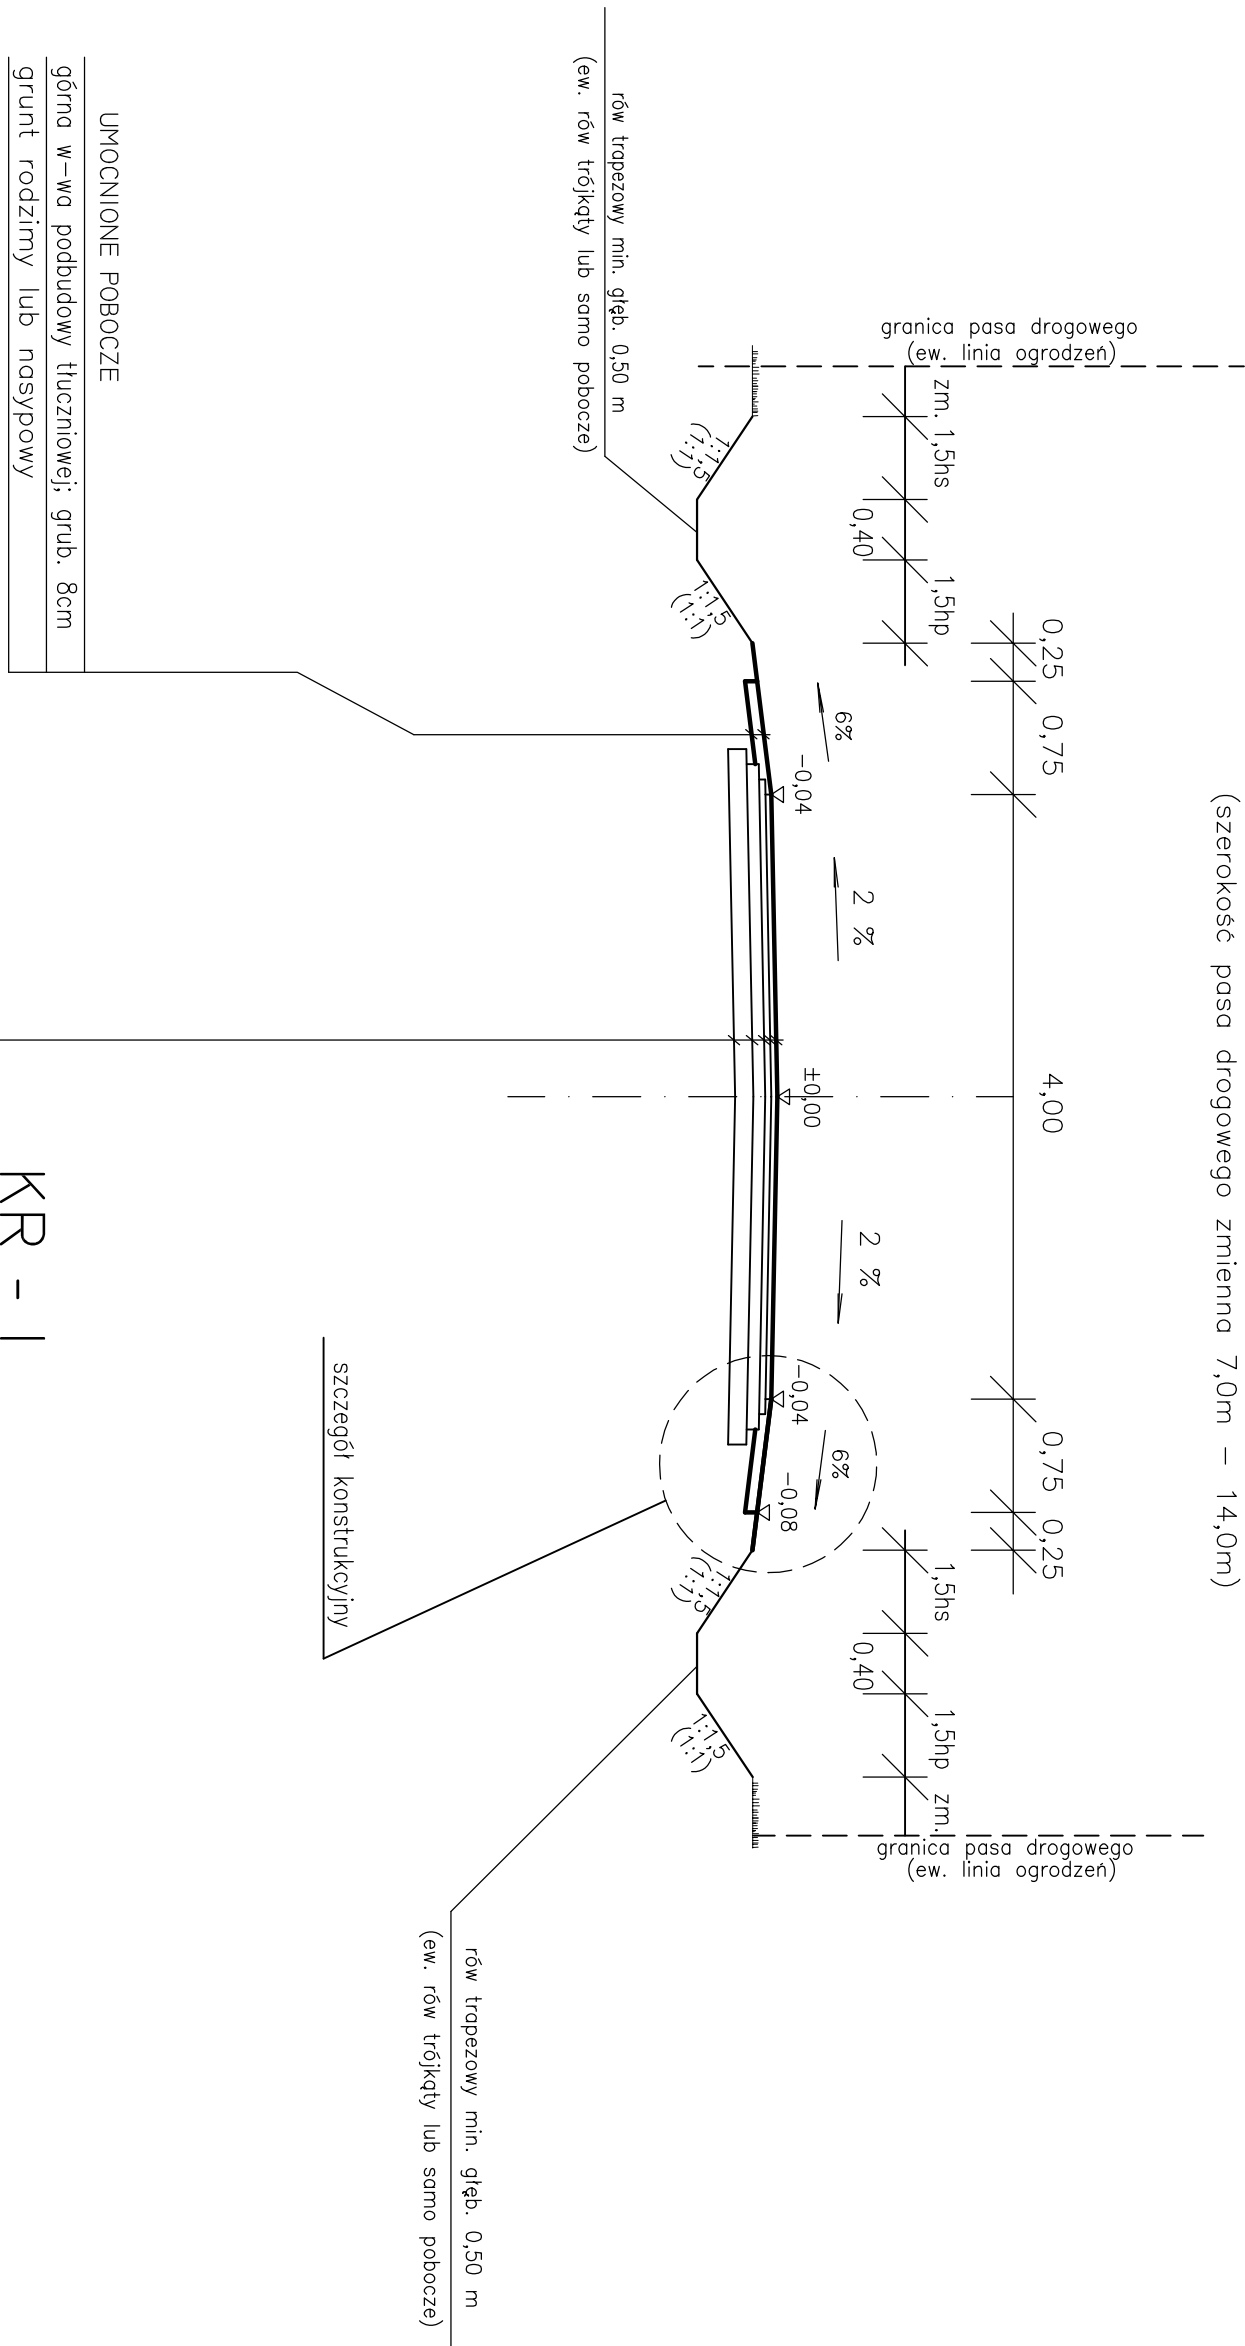 (szerokość pasa drogowego zmienna 7,0m – 14,0m)
granica pasa drogowego
(ew. linia ogrodzeń)
granica pasa drogowego
(ew. linia ogrodzeń)
0,25
0,75
4,00
0,75
0,25
zm.
1,5hs
0,40
1,5hp
1,5hs
0,40
1,5hp
zm.
6%
2 %
2 %
6%
-0,04
±0,00
-0,04
-0,08
1:1,5
(1:1)
1:1,5
(1:1)
1:1,5
(1:1)
1:1,5
(1:1)
rów trapezowy min. głęb. 0,50 m
(ew. rów trójkąty lub samo pobocze)
rów trapezowy min. głęb. 0,50 m
(ew. rów trójkąty lub samo pobocze)
szczegół konstrukcyjny
UMOCNIONE POBOCZE
górna w-wa podbudowy tłuczniowej; grub. 8cm
grunt rodzimy lub nasypowy
KR - I